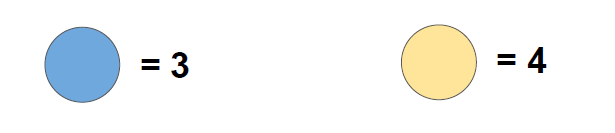 = 3
= 4